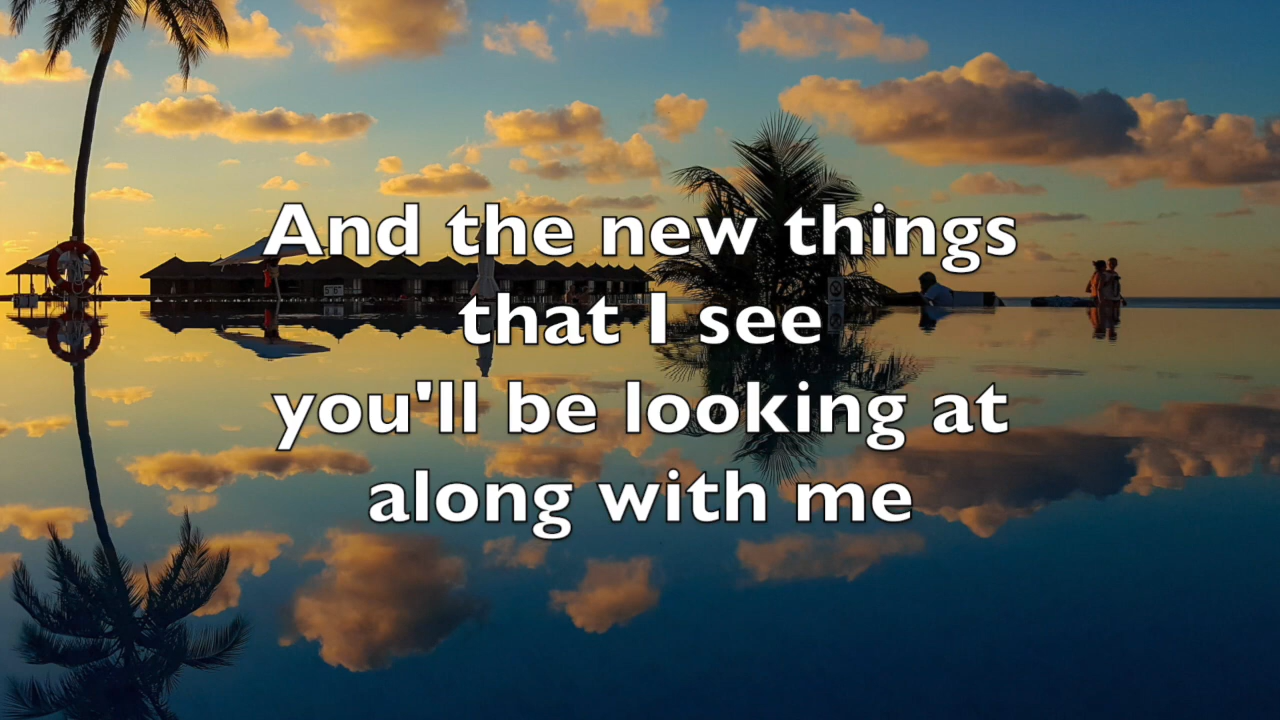 And the new things
that I see
you'll be looking at
along with me